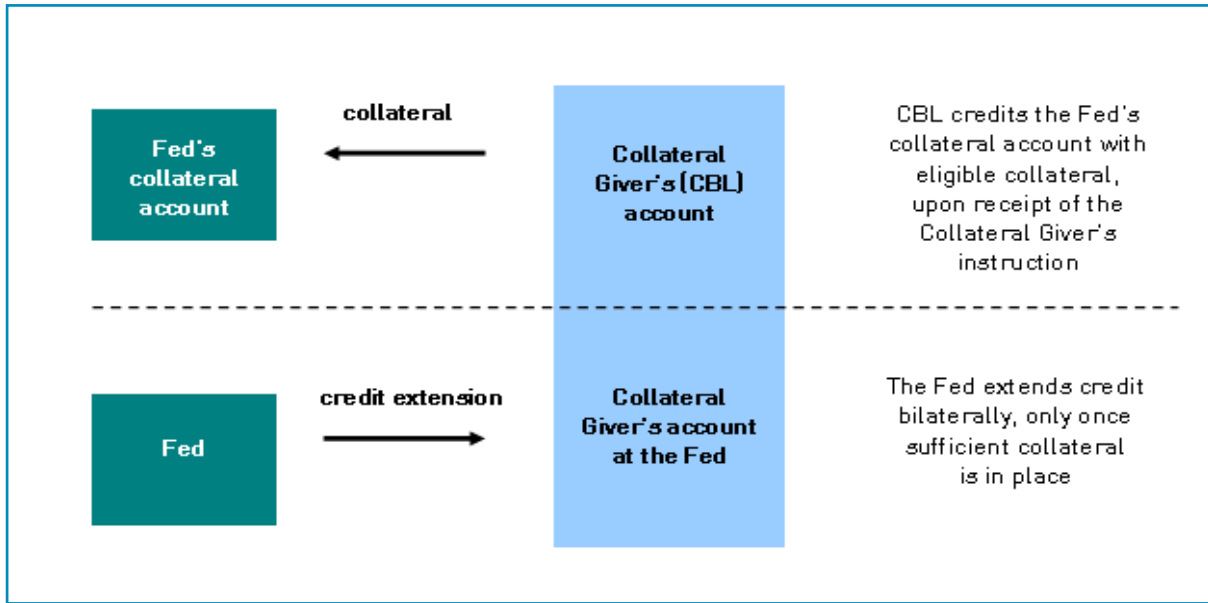 collateral
Fed's
collateral
account
Collateral
Giver's (CBL)
account
CBL credits the Fed's
collateral account with
eligible collateral,
upon receipt of the
Collateral Giver's
instruction
credit extension
Fed
Collateral
Giver's account
at the Fed
The Fed extends credit
bilaterally, only once
sufficient collateral
is in place